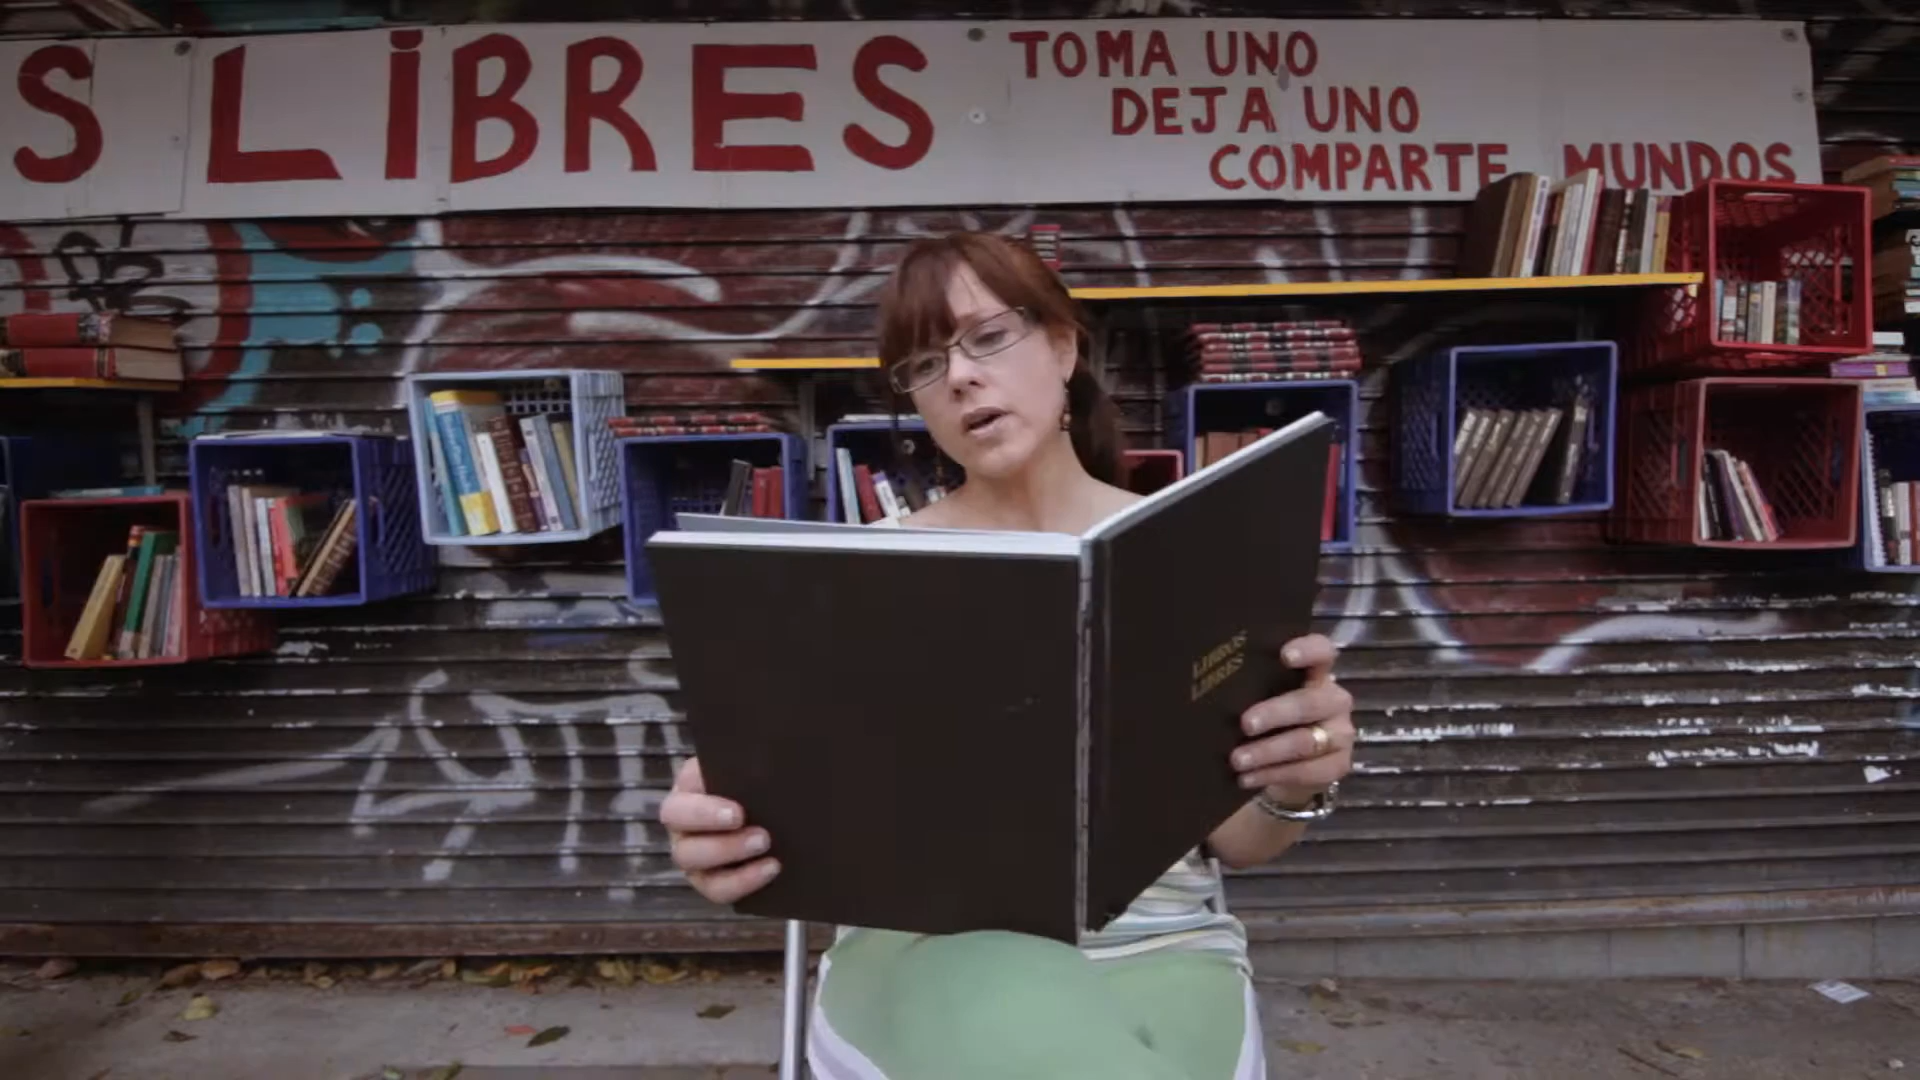 S LIBRES
TOMA UNO
DEJA UNO
COMPARTE MUNDOS
LIBROS
LIBRES